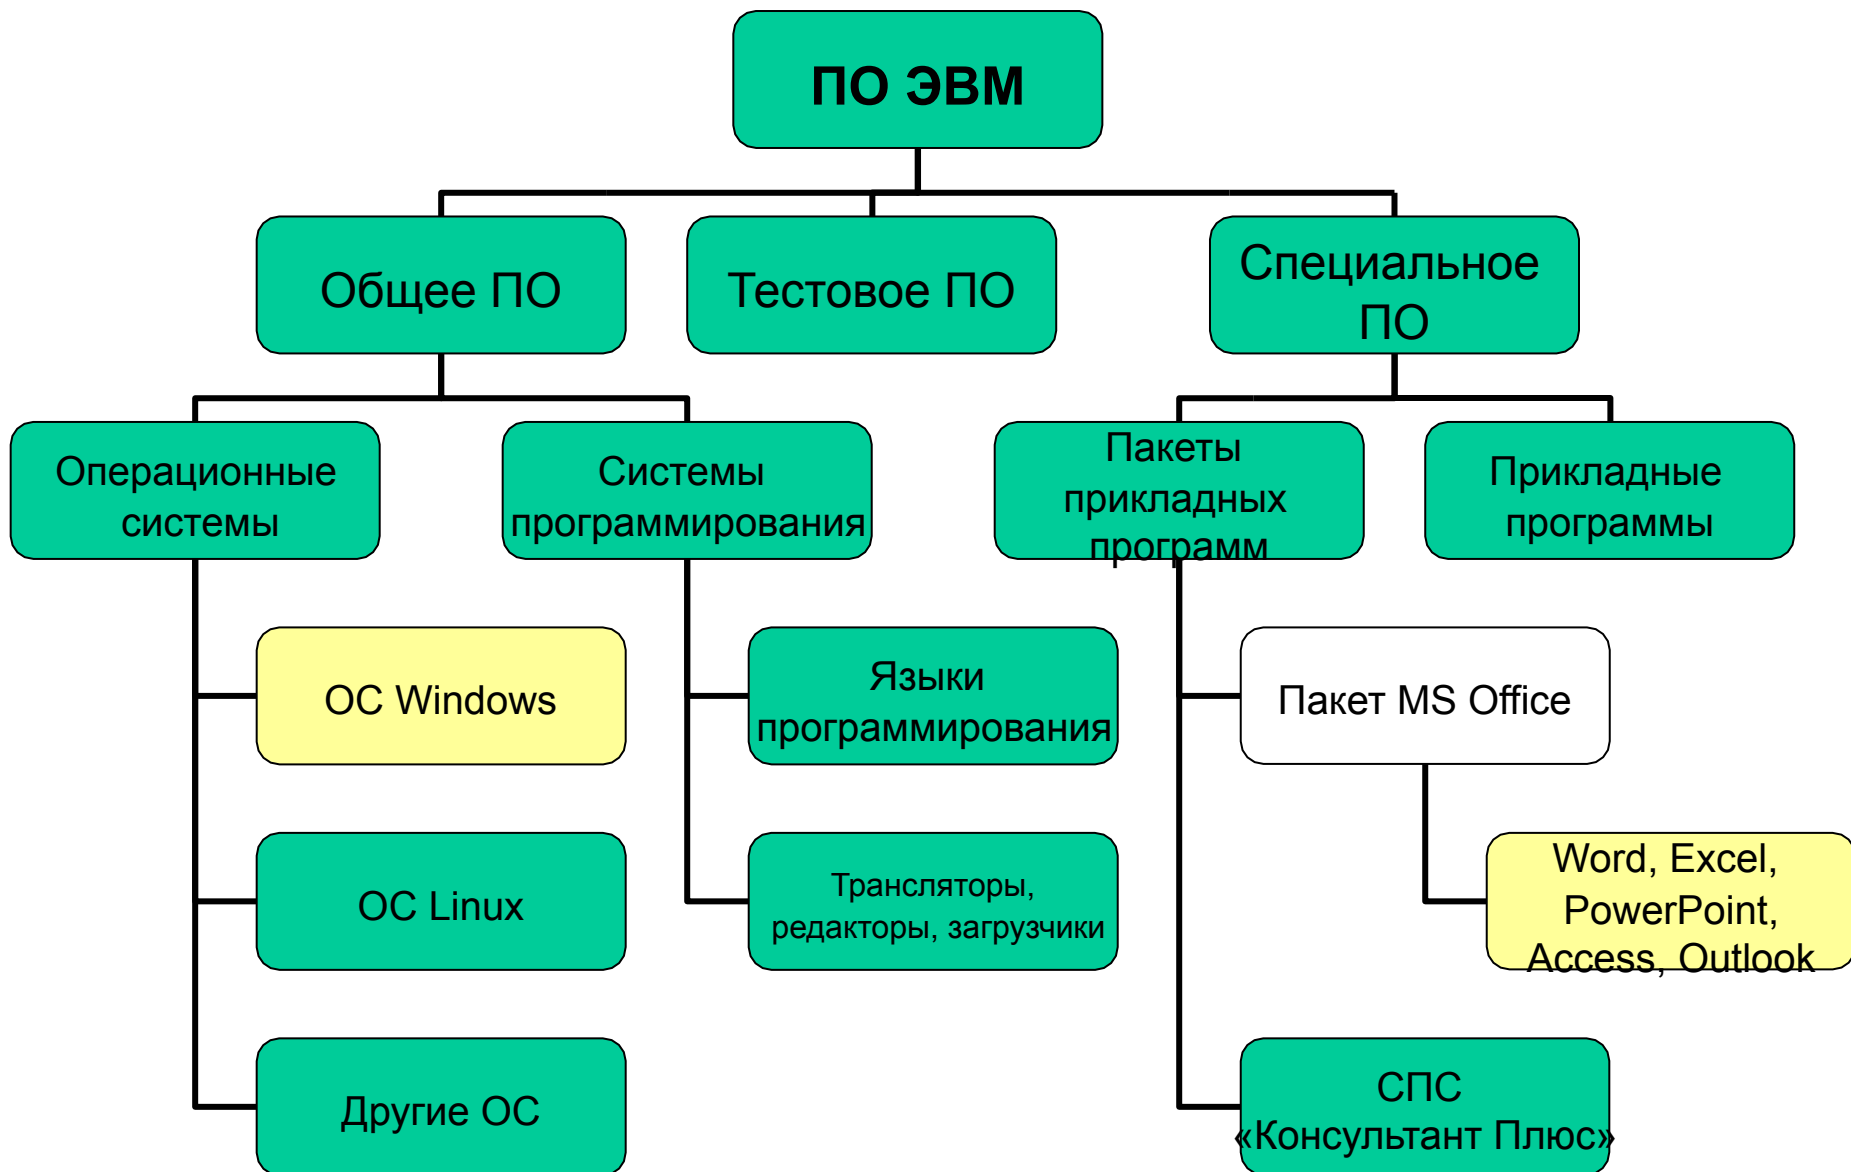 ПО ЭВМ
Общее ПО
Тестовое ПО
Специальное
ПО
Операционные
системы
Системы
программирования
Пакеты
прикладных
программ
Прикладные
программы
ОС Windows
Языки
программирования
Пакет MS Office
ОС Linux
Трансляторы,
редакторы, загрузчики
Word, Excel,
PowerPoint,
Access, Outlook
Другие ОС
СПС
«Консультант Плюс»